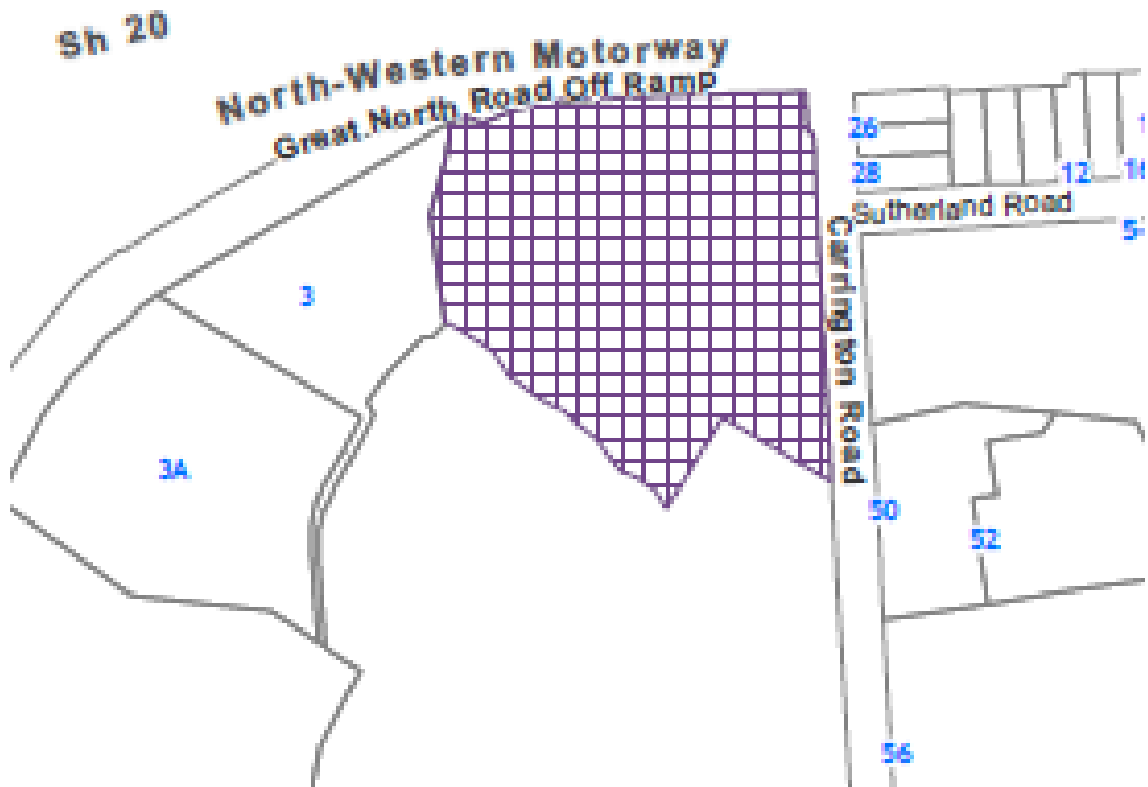 Sh 20
North-Western Motorway
Great North Road Off Ramp
26
28
12
16
Sutherland Road
Carrington Road
3
3A
50
52
56